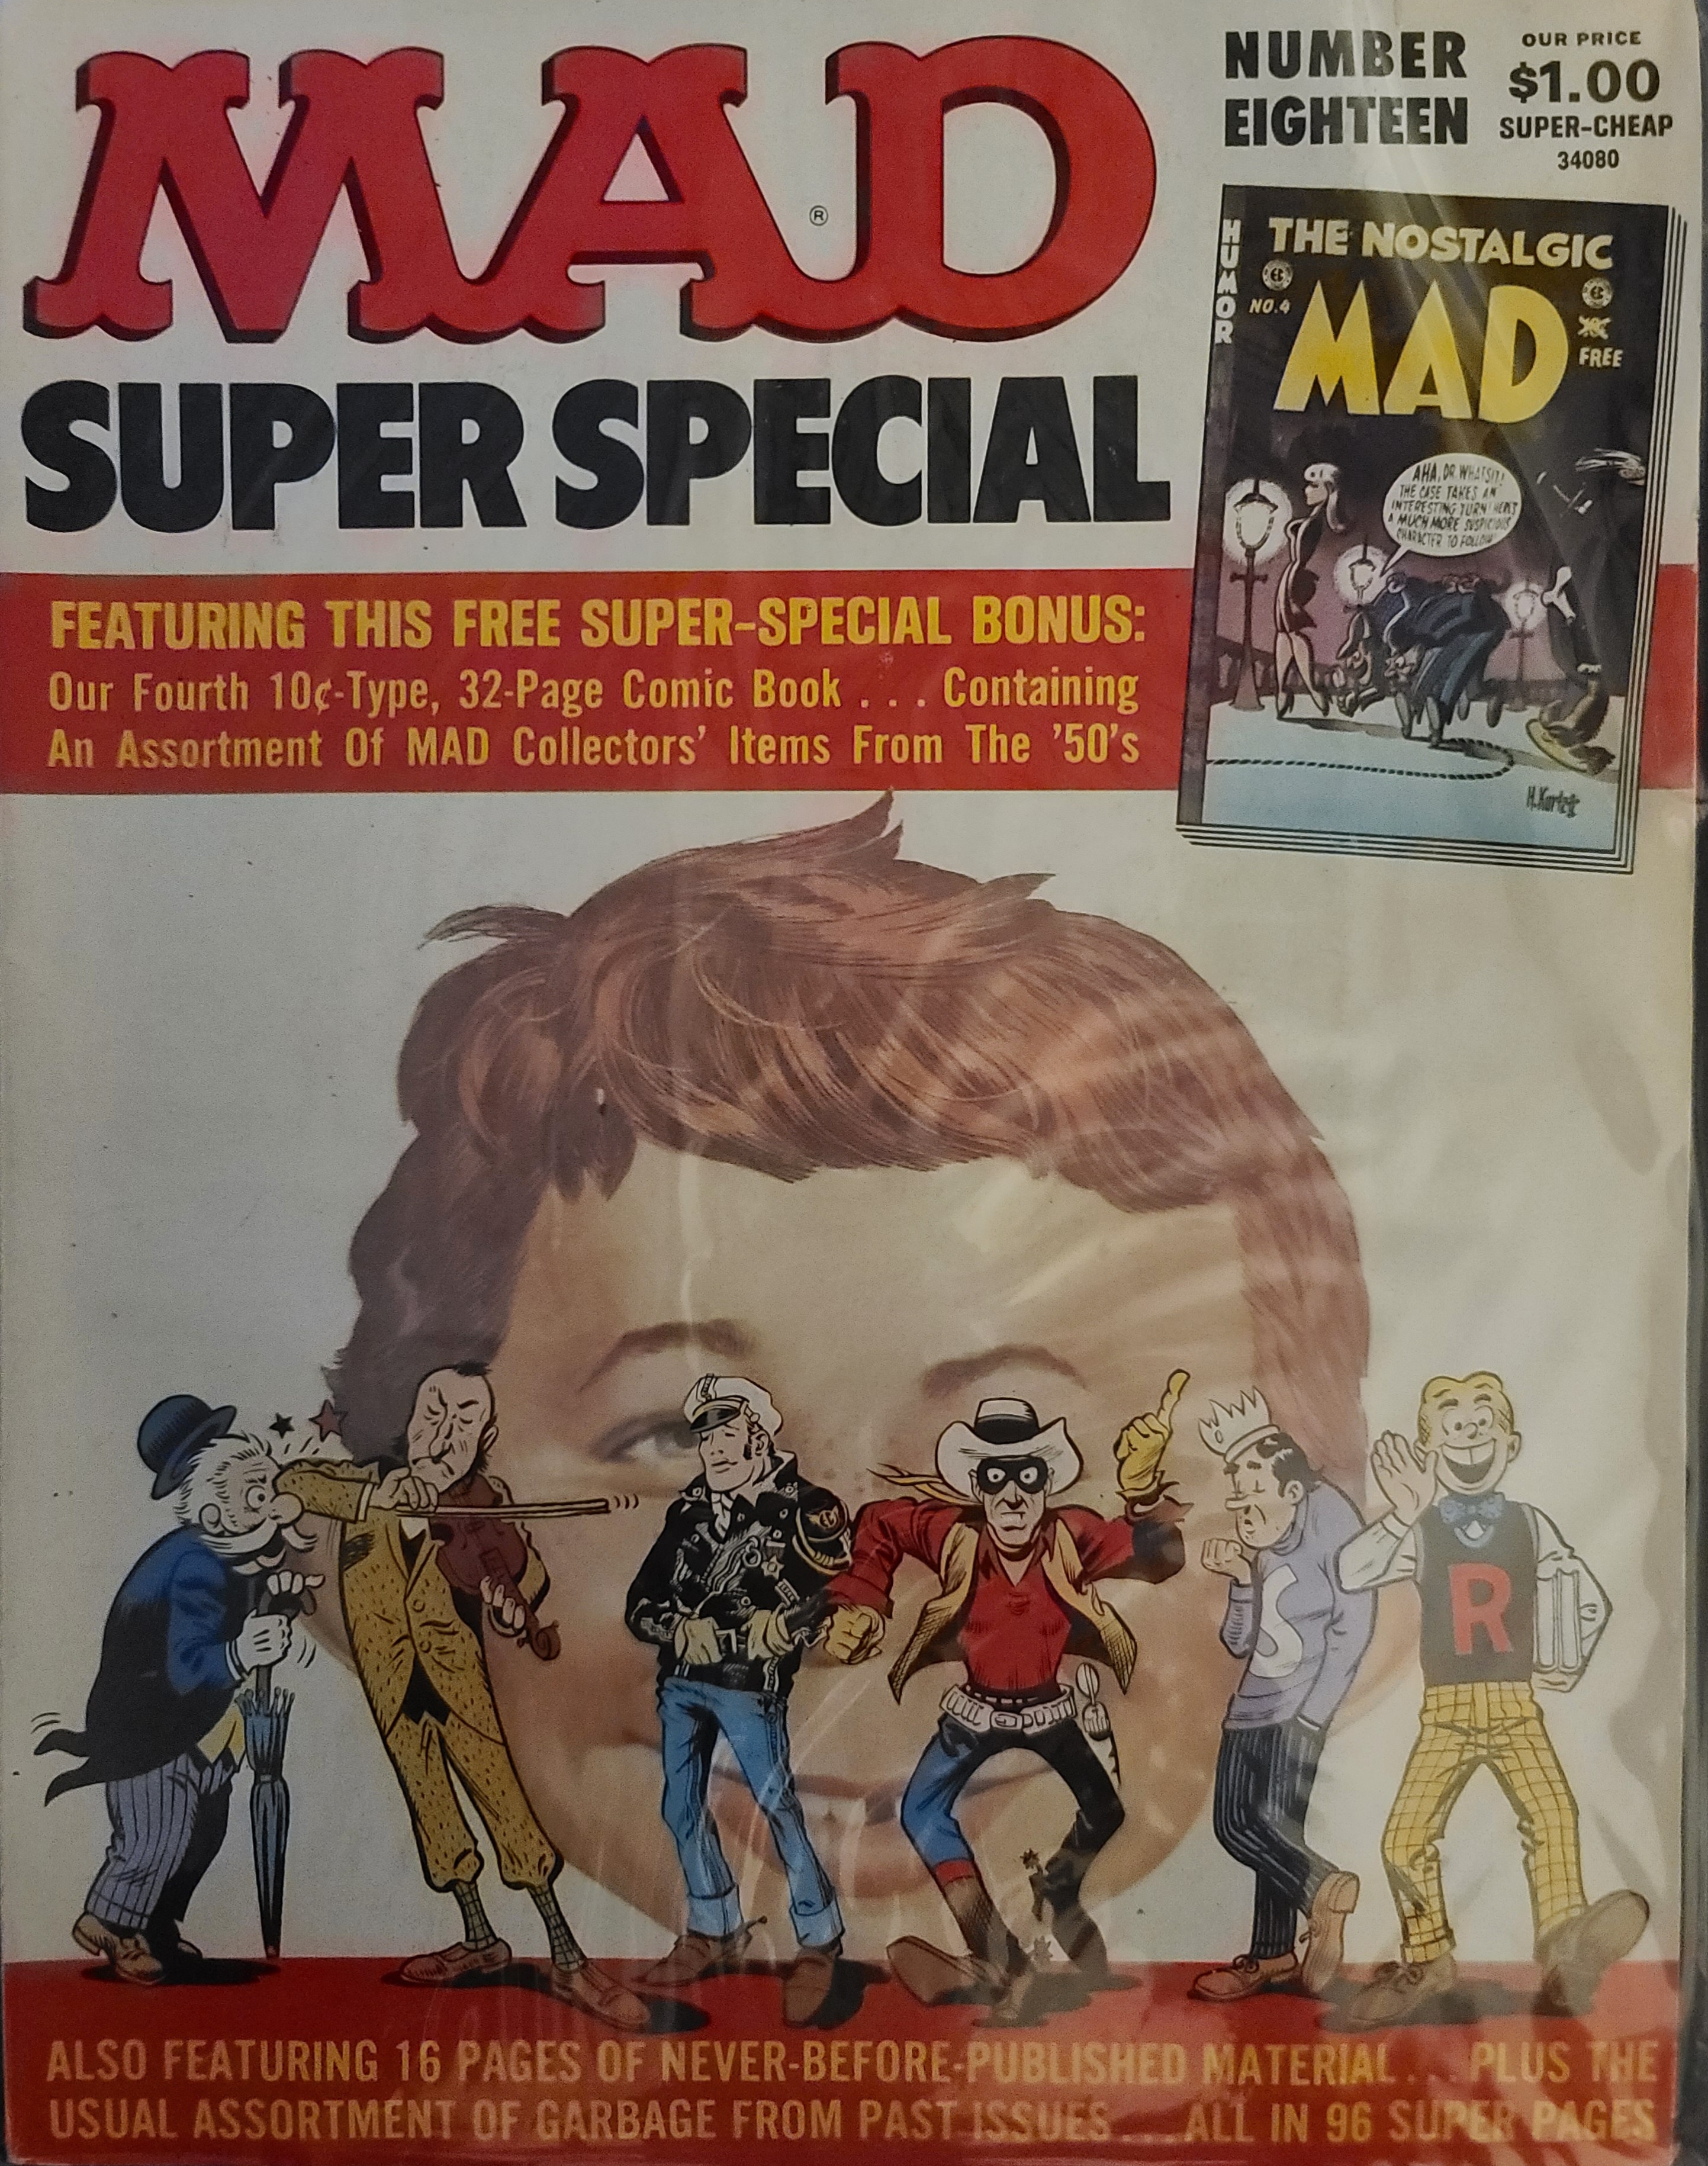 MAD
®
SUPER SPECIAL
NUMBER
EIGHTEEN
OUR PRICE
$1.00
SUPER-CHEAP
34080
HUMOR
THE NOSTALGIC
EC
NO.4
MAD
EC
10¢
FREE
AHA, DR. WHATSIT!
THE CASE TAKES AN
INTERESTING TURN! HERE'S
A MUCH MORE SUSPICIOUS
CHARACTER TO FOLLOW!
H. Kurtz
FEATURING THIS FREE SUPER-SPECIAL BONUS:
Our Fourth 10¢-Type, 32-Page Comic Book . . . Containing
An Assortment Of MAD Collectors' Items From The '50's
S
R
ALSO FEATURING 16 PAGES OF NEVER-BEFORE-PUBLISHED MATERIAL... PLUS THE
USUAL ASSORTMENT OF GARBAGE FROM PAST ISSUES... ALL IN 96 SUPER PAGES